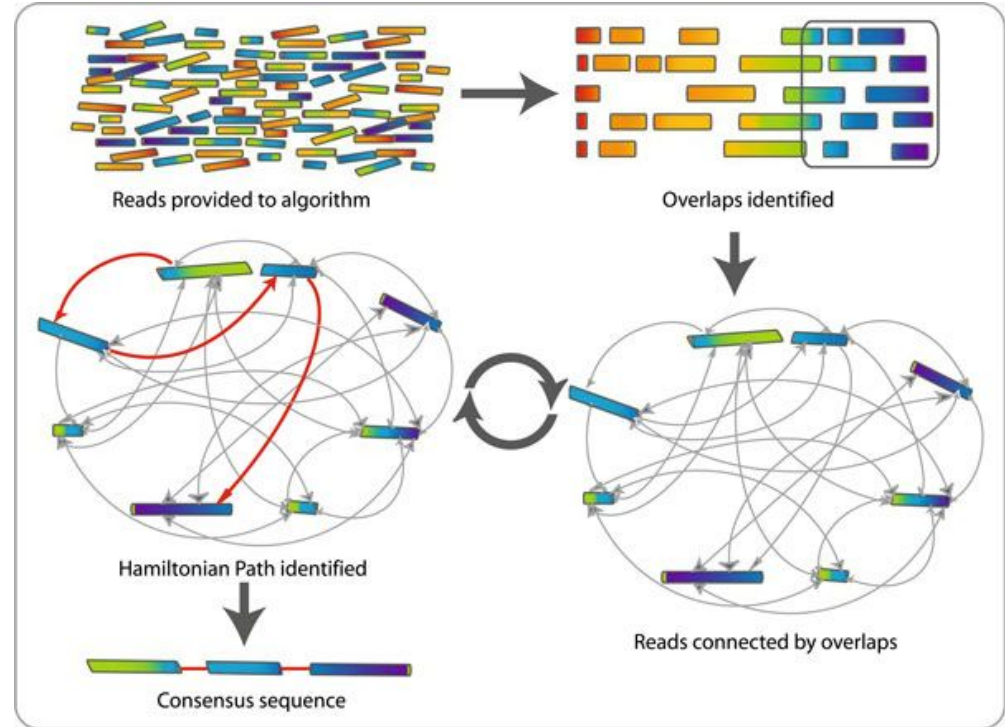 Reads provided to algorithm
Overlaps identified
Reads connected by overlaps
Hamiltonian Path identified
Consensus sequence